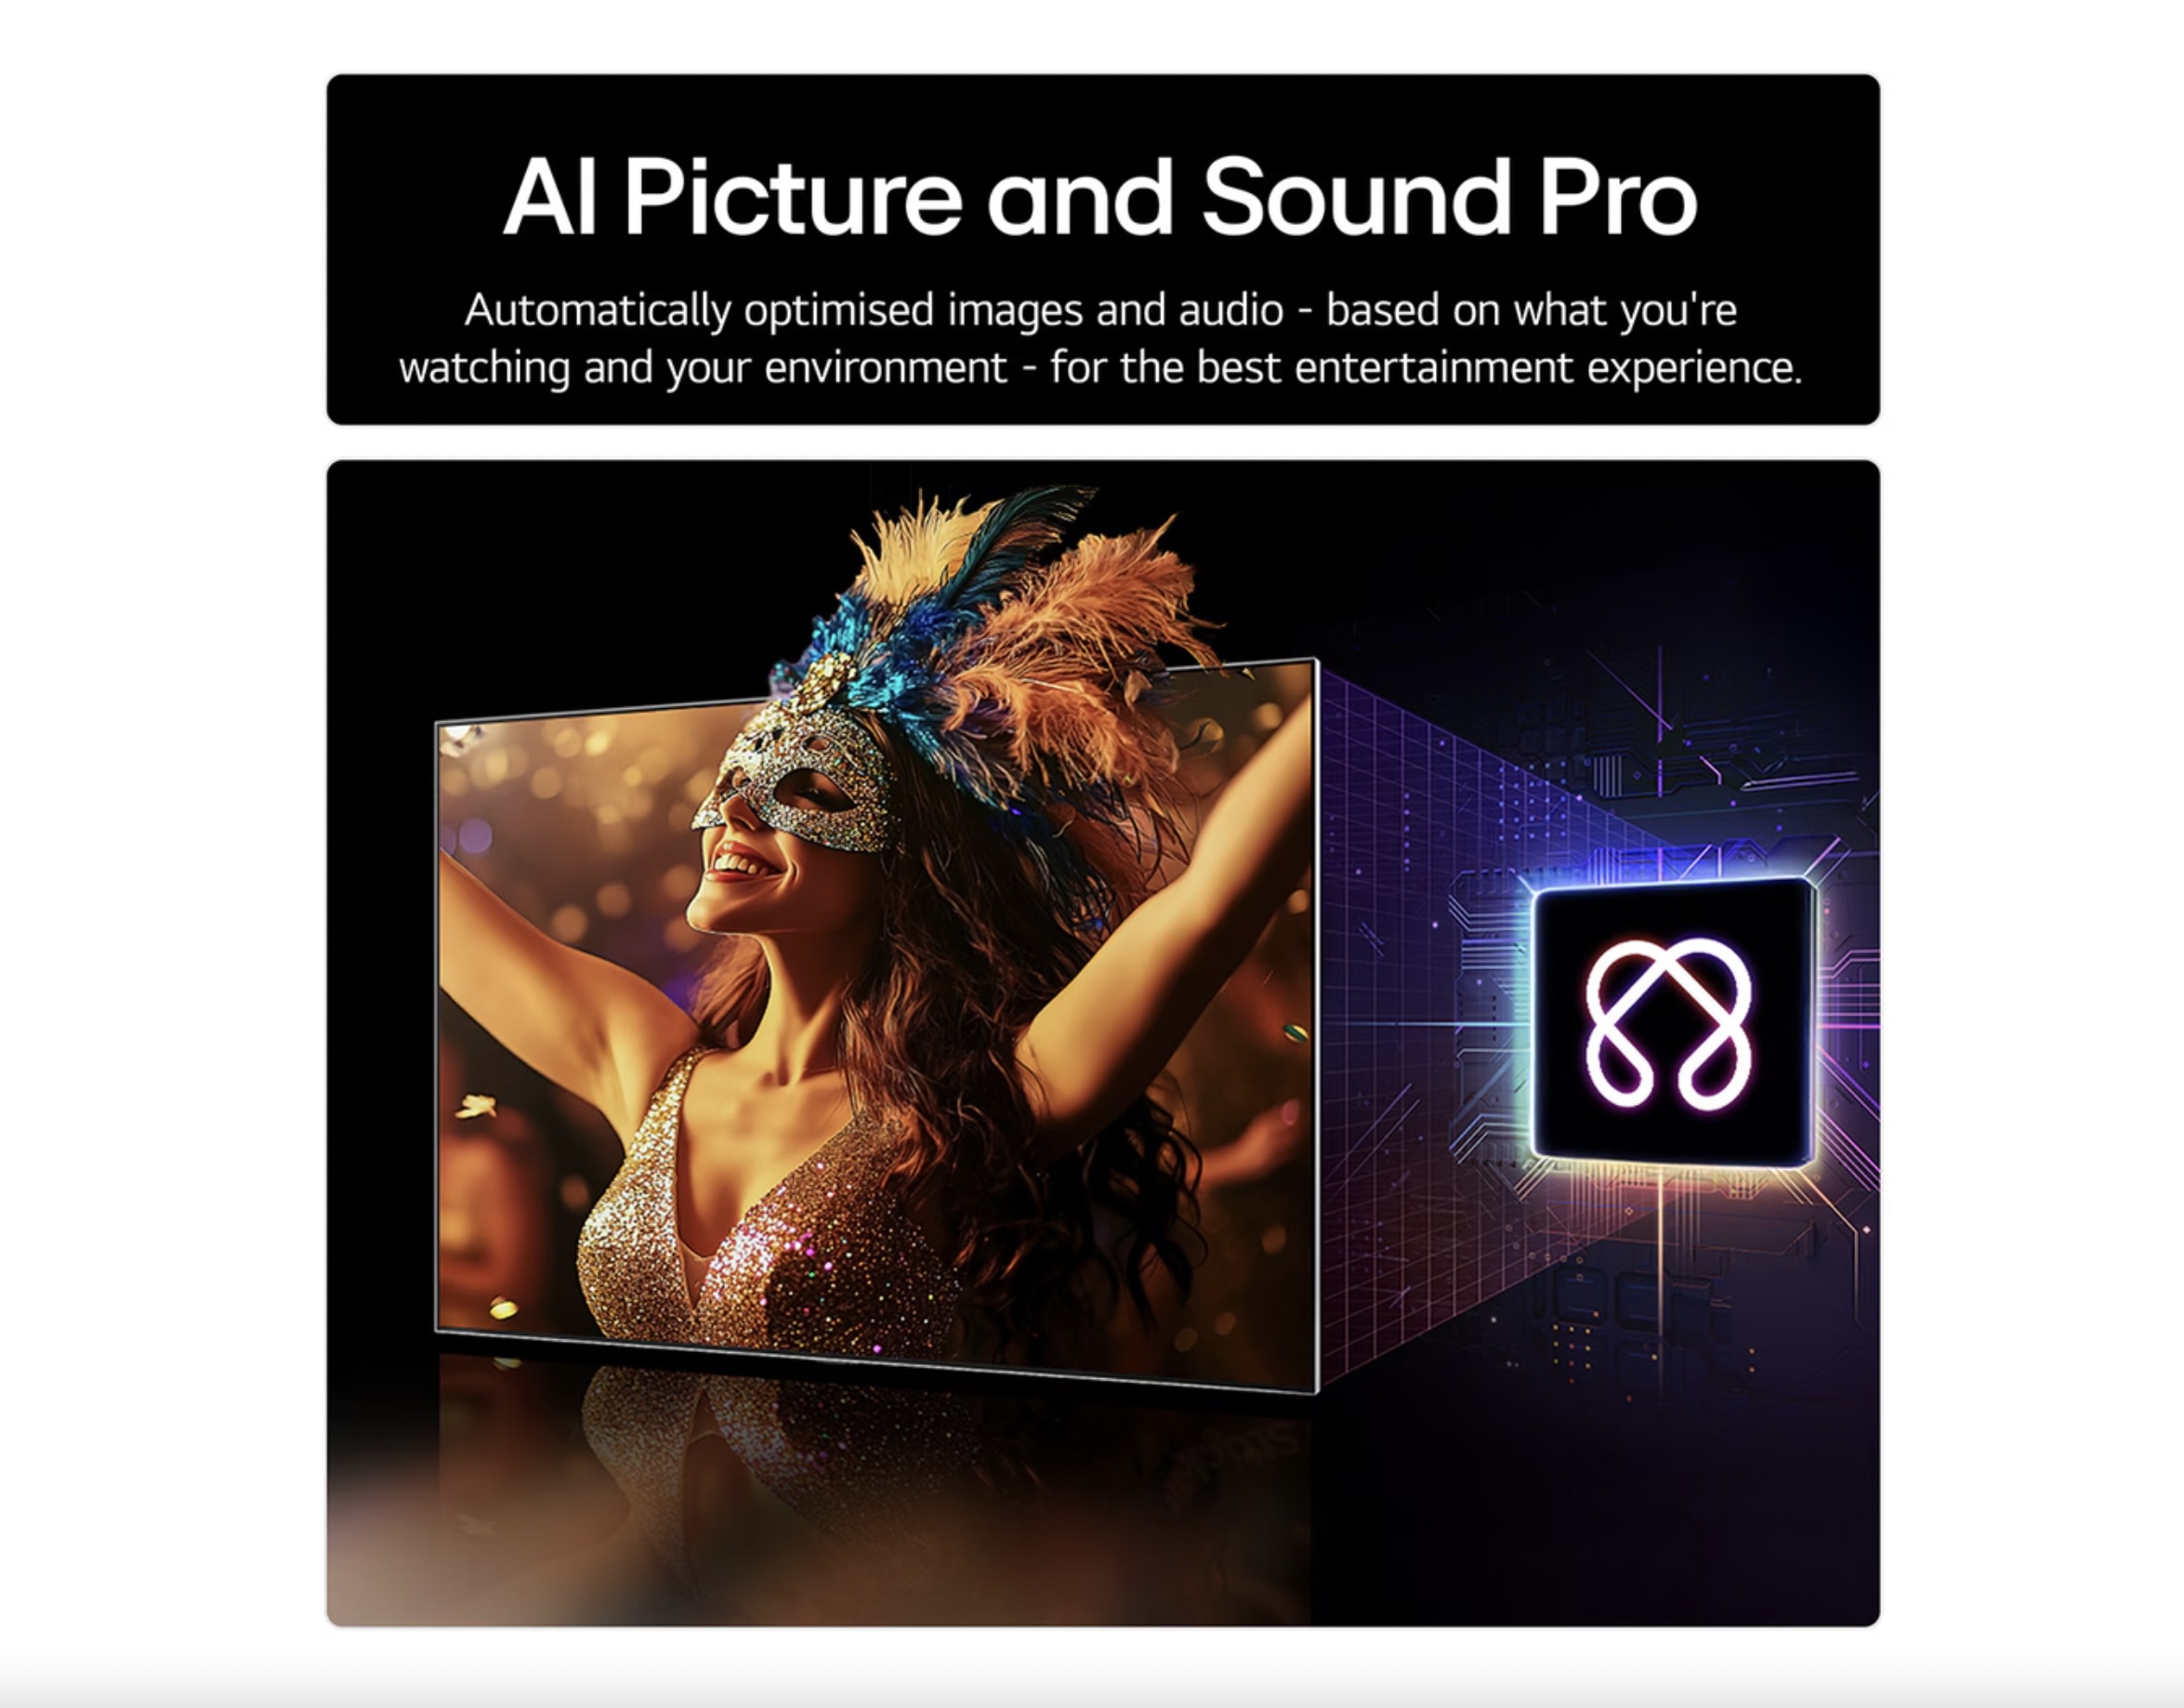 AI Picture and Sound Pro
Automatically optimised images and audio - based on what you're
watching and your environment - for the best entertainment experience.